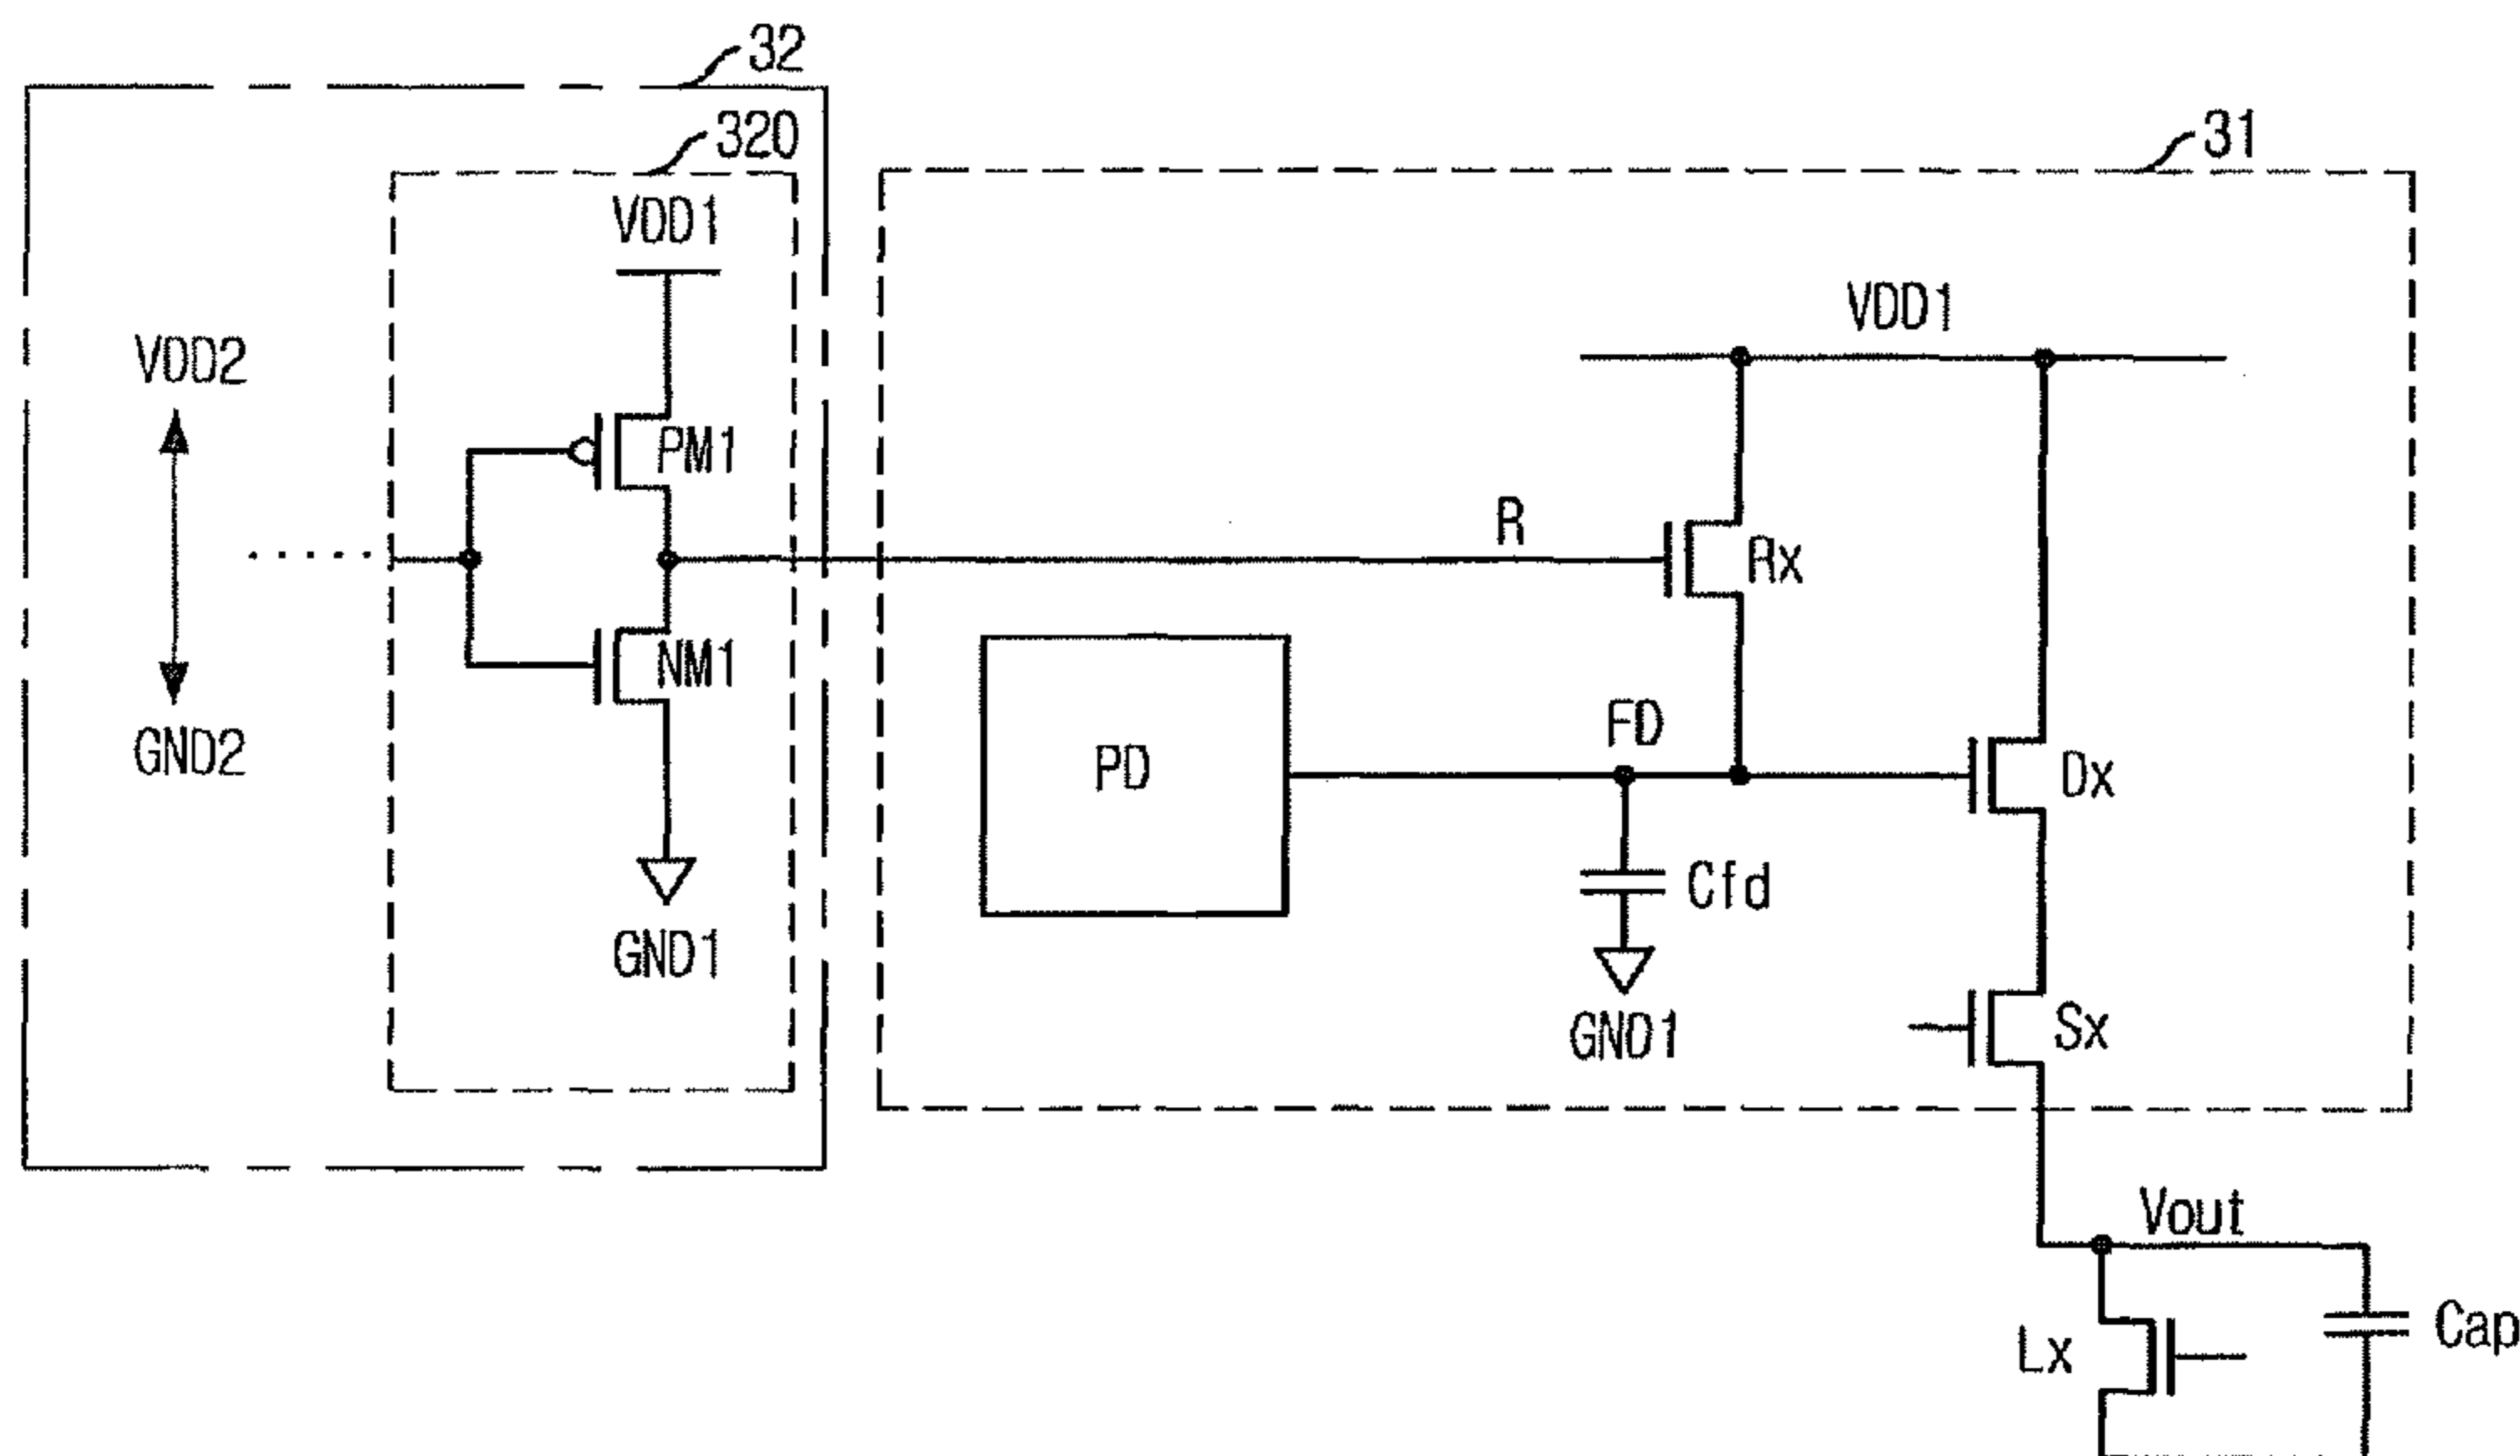 32
320
31
VDD1
VDD1
VDD2
PM1
R
Rx
NM1
FD
GND2
PD
Dx
Cfd
GND1
GND1
Sx
Vout
Lx
Cap